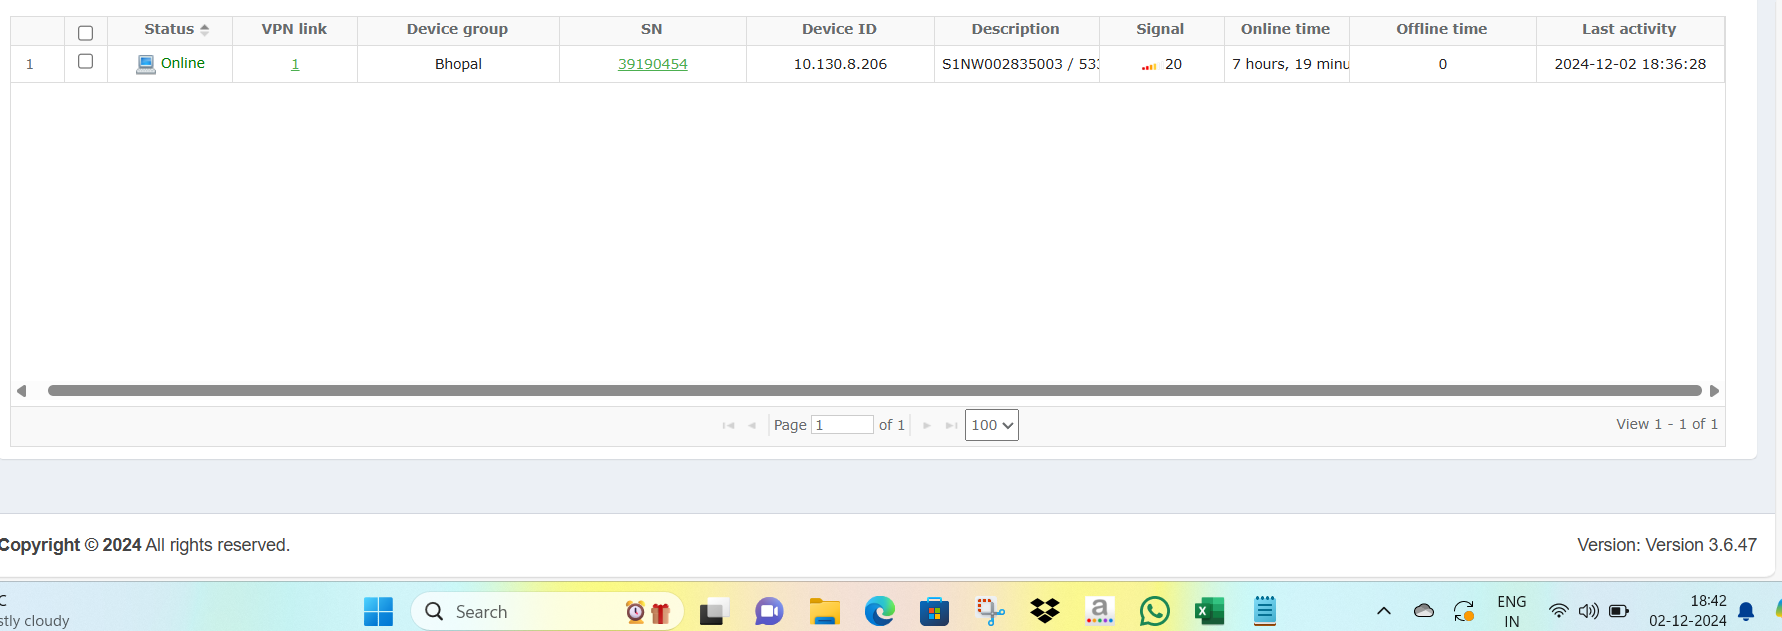 Status VPN link Device group SN Device ID Description Signal Online time Offline time Last activity
1 Online 1 Bhopal 39190454 10.130.8.206 S1NW002835003 / 53 20 7 hours, 19 minu 0 2024-12-02 18:36:28
Page 1 of 1 100 View 1 - 1 of 1
Copyright © 2024 All rights reserved. Version: Version 3.6.47
C
stly cloudy
Search
a
X
ENG
IN
18:42
02-12-2024